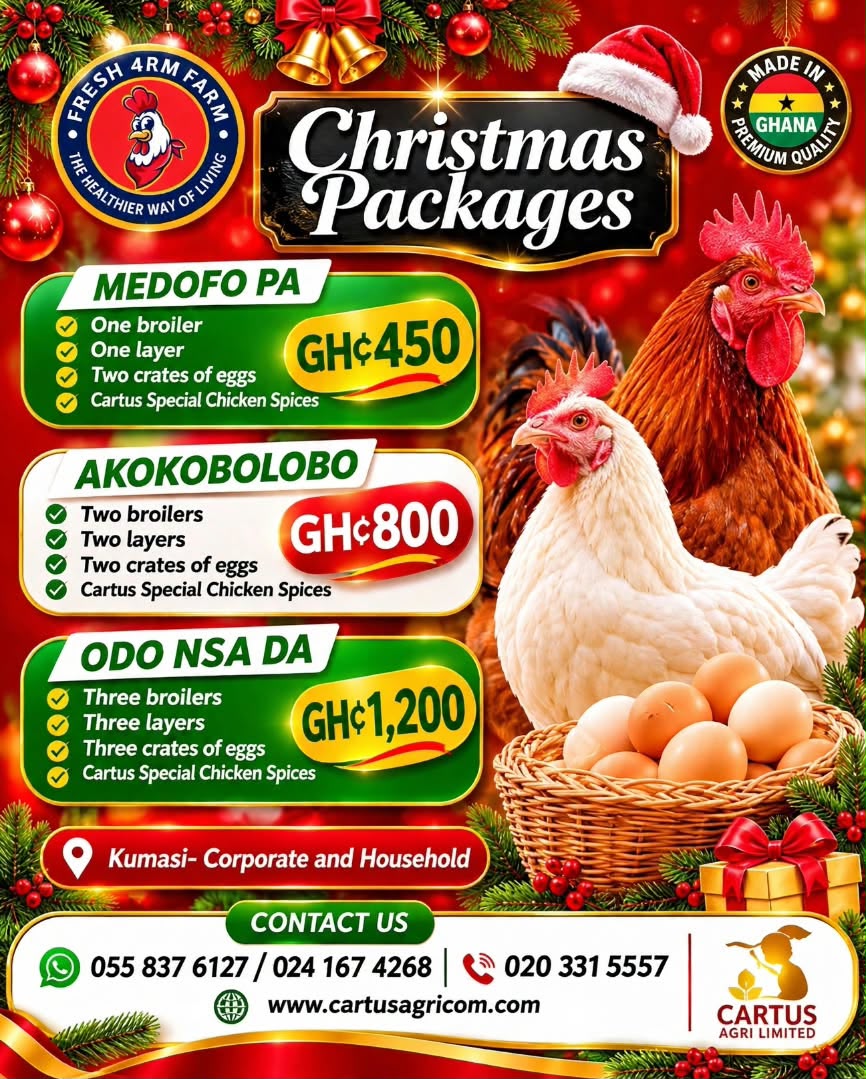 FRESH 4RM FARM
THE HEALTHIER WAY OF LIVING
Christmas
Packages
MADE IN
GHANA
PREMIUM QUALITY
MEDOFO PA
One broiler
One layer
Two crates of eggs
Cartus Special Chicken Spices
GH¢450
AKOKOBOLOBO
Two broilers
Two layers
Two crates of eggs
Cartus Special Chicken Spices
GH¢800
ODO NSA DA
Three broilers
Three layers
Three crates of eggs
Cartus Special Chicken Spices
GH¢1,200
Kumasi- Corporate and Household
CONTACT US
055 837 6127 / 024 167 4268 | 020 331 5557
www.cartusagricom.com
CARTUS
AGRI LIMITED